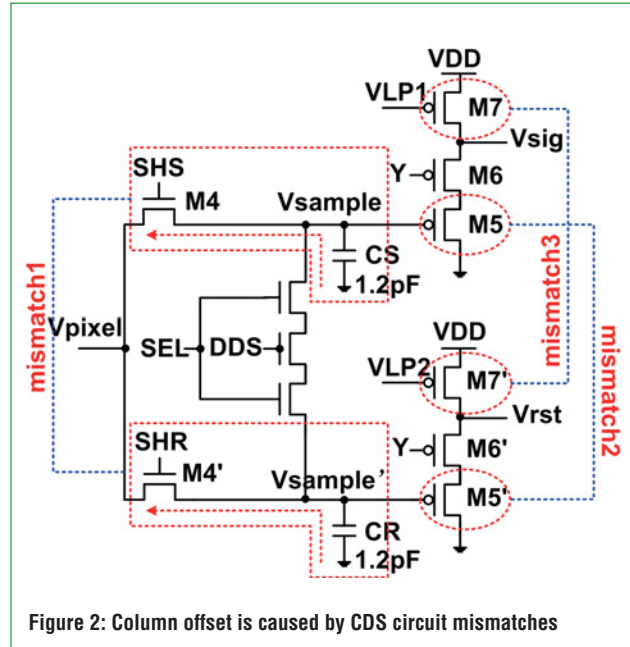 VDD
VLP1
M7
Vsig
SHS
M4
Vsample
Y
M6
M5
CS
1.2pF
mismatch1
mismatch3
mismatch2
Vpixel
SEL
DDS
VDD
VLP2
M7'
Vrst
SHR
M4'
Vsample'
Y
M6'
M5'
CR
1.2pF
Figure 2: Column offset is caused by CDS circuit mismatches